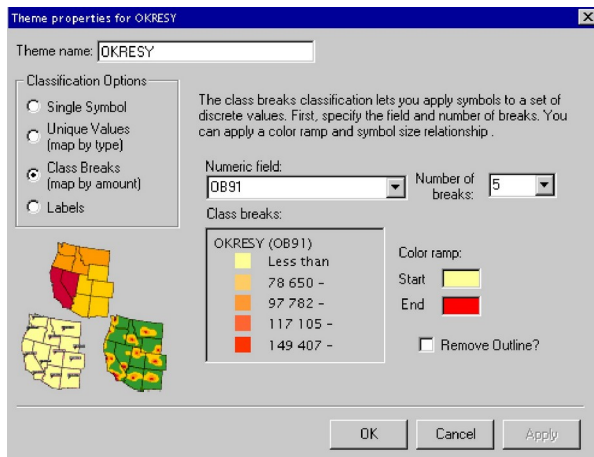 Theme properties for OKRESY
Theme name: OKRESY
Classification Options
Single Symbol
Unique Values
(map by type)
Class Breaks
(map by amount)
Labels
The class breaks classification lets you apply symbols to a set of
discrete values. First, specify the field and number of breaks. You
can apply a color ramp and symbol size relationship .
Numeric field:
OB91
Number of
breaks:
5
Class breaks:
OKRESY (OB91)
Less than
78 650 -
97 782 -
117 105 -
149 407 -
Color ramp:
Start
End
Remove Outline?
OK
Cancel
Apply